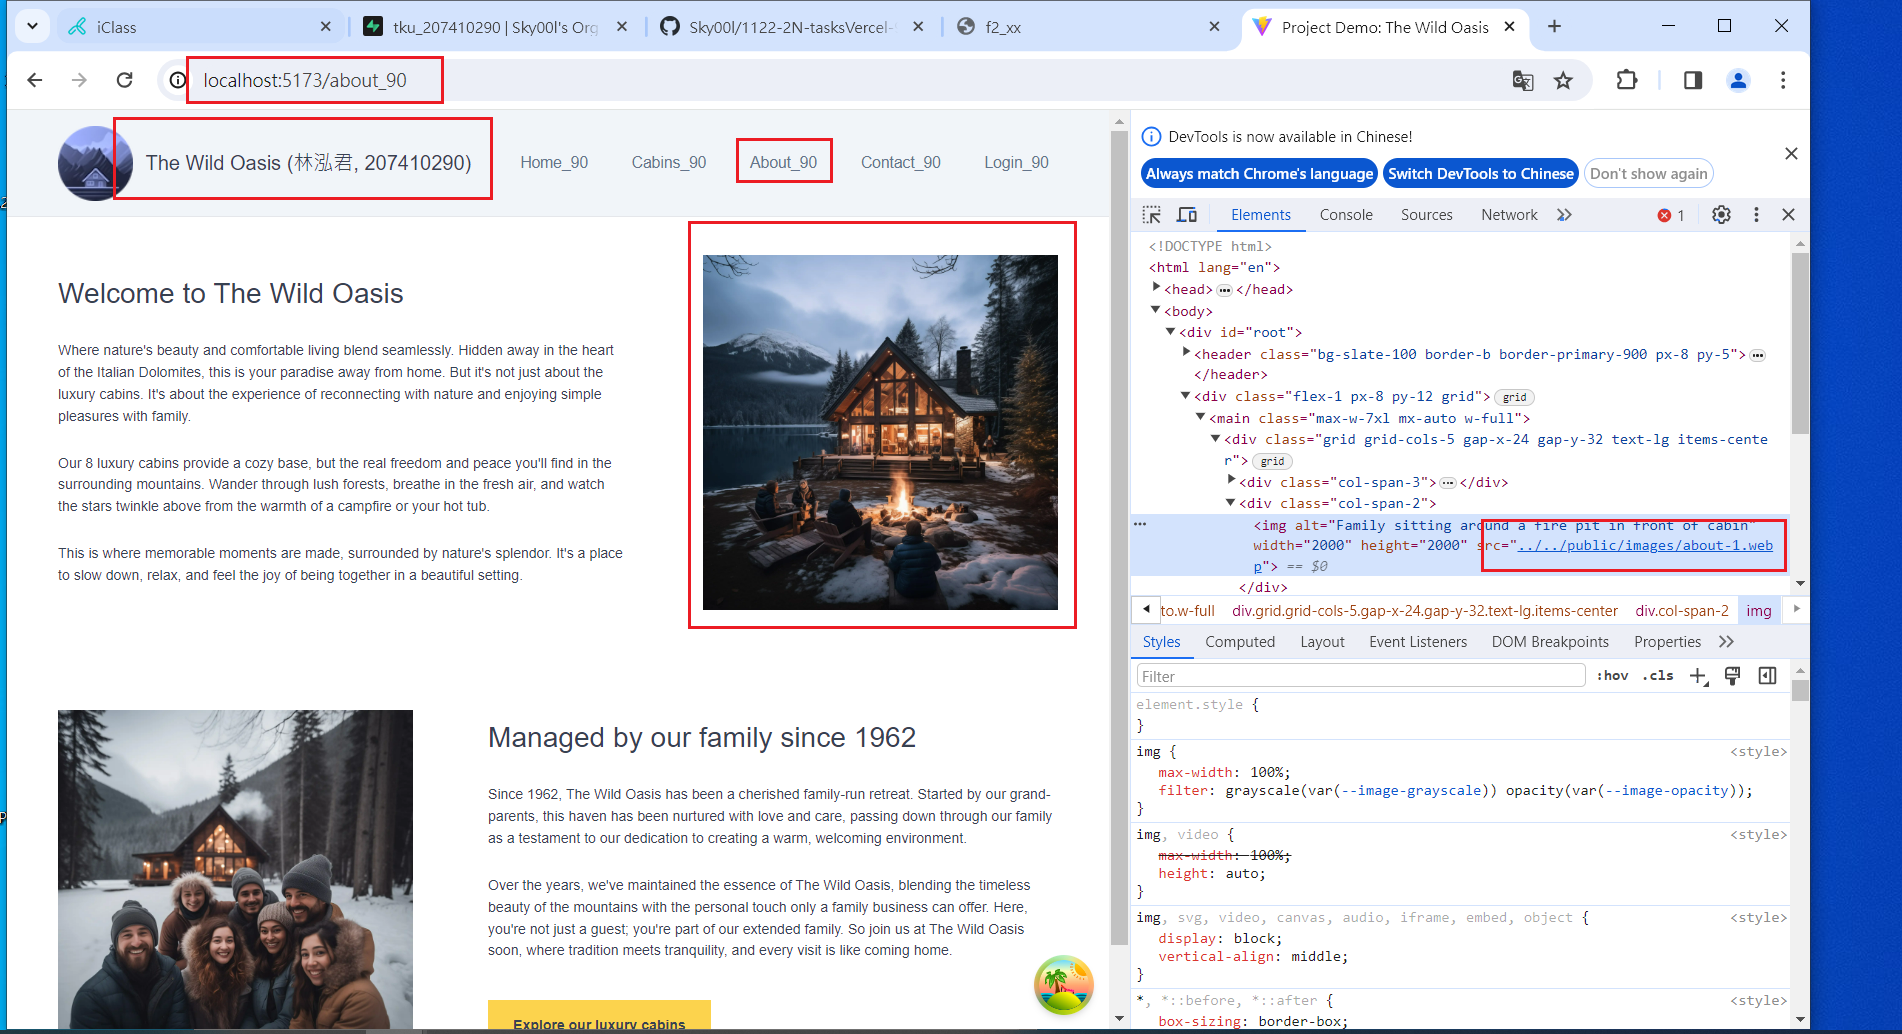 iClass
tku_207410290 | Sky00l's Org
Sky00l/1122-2N-tasksVercel-
f2_xx
Project Demo: The Wild Oasis
localhost:5173/about_90
The Wild Oasis (林泓君, 207410290)
Home_90
Cabins_90
About_90
Contact_90
Login_90
Welcome to The Wild Oasis
Where nature's beauty and comfortable living blend seamlessly. Hidden away in the heart
of the Italian Dolomites, this is your paradise away from home. But it's not just about the
luxury cabins. It's about the experience of reconnecting with nature and enjoying simple
pleasures with family.
Our 8 luxury cabins provide a cozy base, but the real freedom and peace you'll find in the
surrounding mountains. Wander through lush forests, breathe in the fresh air, and watch
the stars twinkle above from the warmth of a campfire or your hot tub.
This is where memorable moments are made, surrounded by nature's splendor. It's a place
to slow down, relax, and feel the joy of being together in a beautiful setting.
Managed by our family since 1962
Since 1962, The Wild Oasis has been a cherished family-run retreat. Started by our grand-
parents, this haven has been nurtured with love and care, passing down through our family
as a testament to our dedication to creating a warm, welcoming environment.
Over the years, we've maintained the essence of The Wild Oasis, blending the timeless
beauty of the mountains with the personal touch only a family business can offer. Here,
you're not just a guest; you're part of our extended family. So join us at The Wild Oasis
soon, where tradition meets tranquility, and every visit is like coming home.
Explore our luxury cabins
DevTools is now available in Chinese!
Always match Chrome's language
Switch DevTools to Chinese
Don't show again
Elements
Console
Sources
Network
1
<!DOCTYPE html>
<html lang="en">
<head> ••• </head>
<body>
<div id="root">
<header class="bg-slate-100 border-b border-primary-900 px-8 py-5"> •••
</header>
<div class="flex-1 px-8 py-12 grid"> grid
<main class="max-w-7xl mx-auto w-full">
<div class="grid grid-cols-5 gap-x-24 gap-y-32 text-lg items-cente
r"> grid
<div class="col-span-3"> ••• </div>
<div class="col-span-2">
<img alt="Family sitting around a fire pit in front of cabin"
width="2000" height="2000" src="../../public/images/about-1.web
p"> == $0
</div>
to.w-full
div.grid.grid-cols-5.gap-x-24.gap-y-32.text-lg.items-center
div.col-span-2
img
Styles
Computed
Layout
Event Listeners
DOM Breakpoints
Properties
Filter
:hov
.cls
element.style {
}
img {
<style>
max-width: 100%;
filter: grayscale(var(--image-grayscale)) opacity(var(--image-opacity));
}
img, video {
<style>
max-width: 100%;
height: auto;
}
img, svg, video, canvas, audio, iframe, embed, object {
<style>
display: block;
vertical-align: middle;
}
*, *::before, *::after {
<style>
box-sizing: border-box;